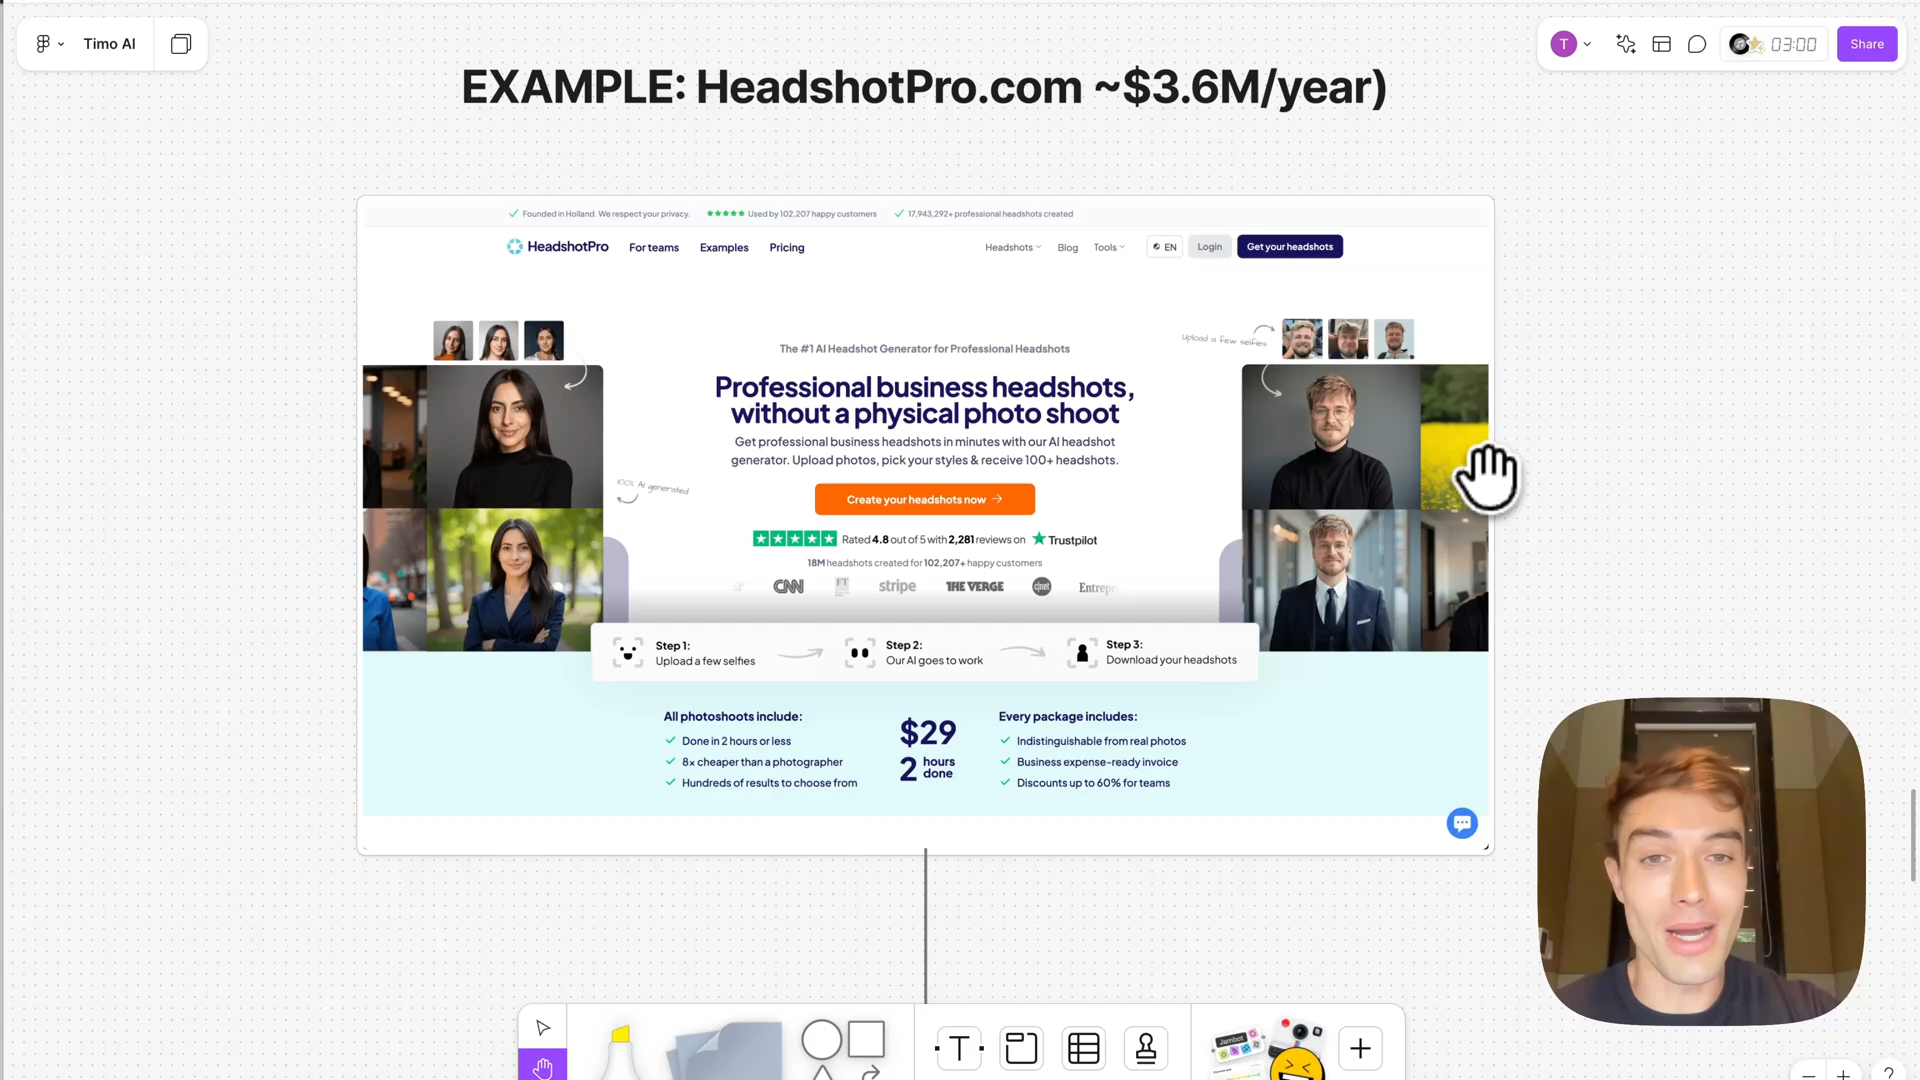 Timo AI
T
03:00
Share
EXAMPLE: HeadshotPro.com ~$3.6M/year)
Founded in Holland. We respect your privacy.
Used by 102,207 happy customers
17,943,292+ professional headshots created
HeadshotPro
For teams
Examples
Pricing
Headshots
Blog
Tools
EN
Login
Get your headshots
Upload a few selfies
The #1 AI Headshot Generator for Professional Headshots
Professional business headshots,
without a physical photo shoot
Get professional business headshots in minutes with our AI headshot
generator. Upload photos, pick your styles & receive 100+ headshots.
100% AI generated
Create your headshots now
Rated 4.8 out of 5 with 2,281 reviews on Trustpilot
18M headshots created for 102,207+ happy customers
CNN
FT
stripe
THE VERGE
c|net
Entrepr
Step 1:
Upload a few selfies
Step 2:
Our AI goes to work
Step 3:
Download your headshots
All photoshoots include:
Done in 2 hours or less
8x cheaper than a photographer
Hundreds of results to choose from
$29
2 hours done
Every package includes:
Indistinguishable from real photos
Business expense-ready invoice
Discounts up to 60% for teams
T
Jambot
?